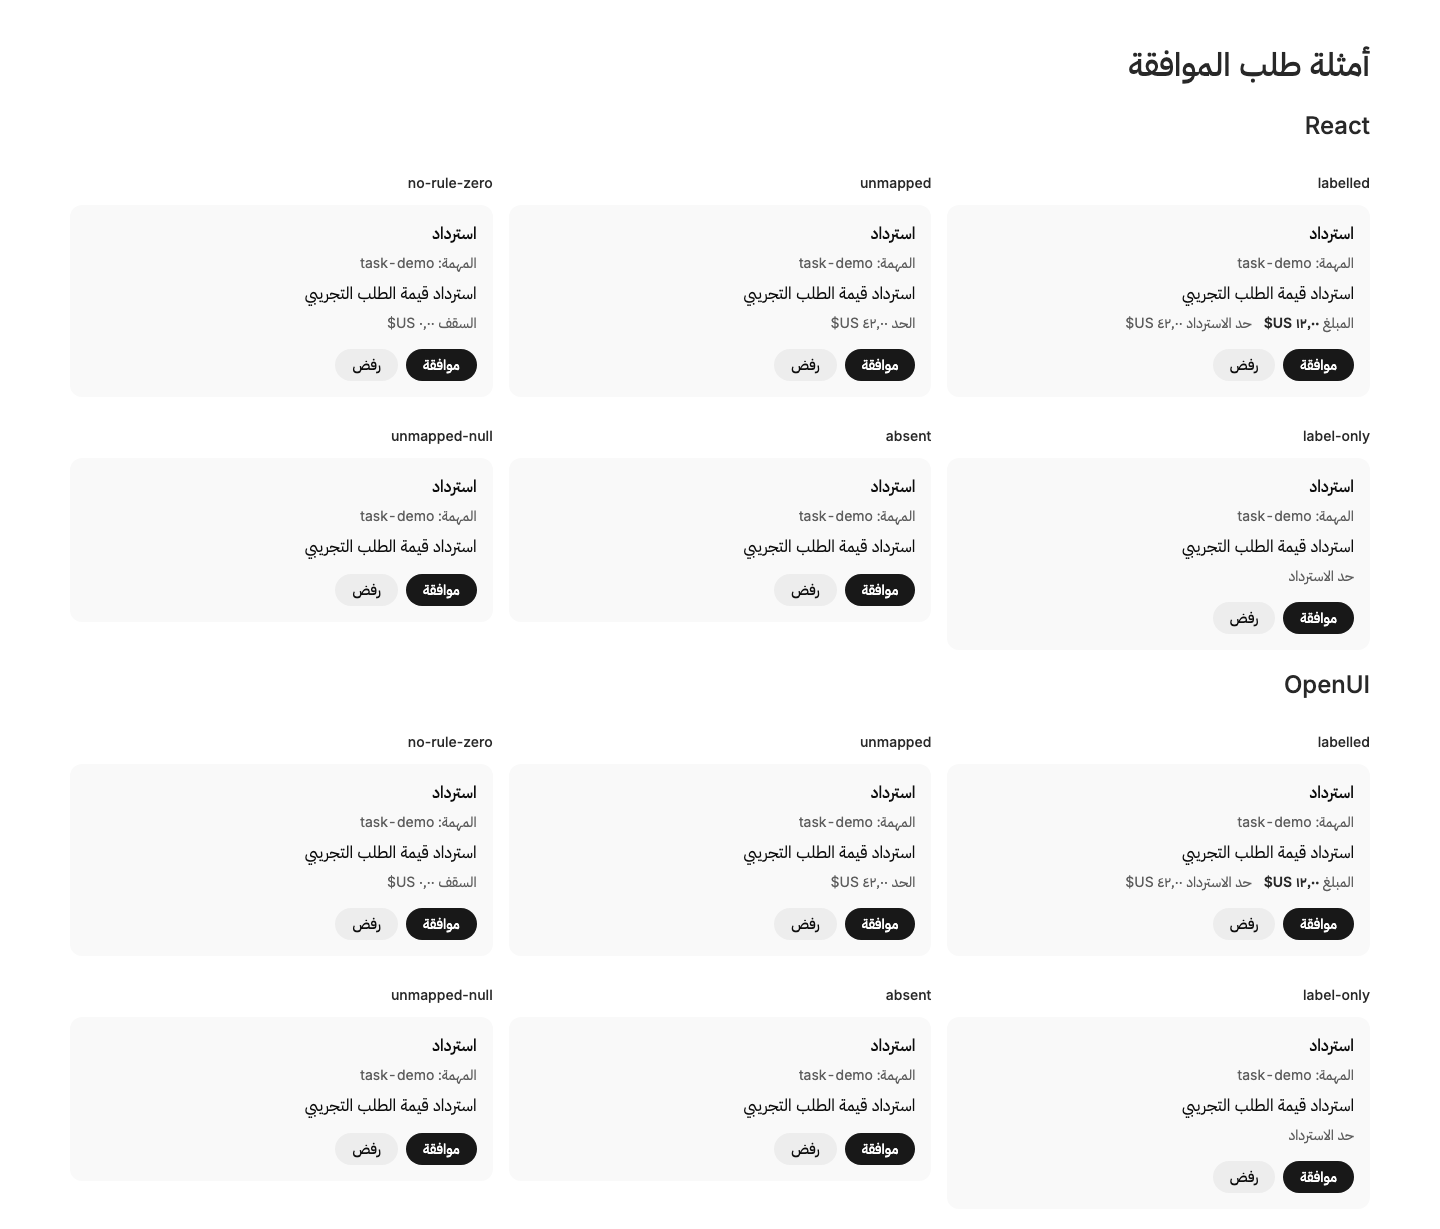 أمثلة طلب الموافقة
React
labelled
استرداد
المهمة: task-demo
استرداد قيمة الطلب التجريبي
المبلغ ١٢٫٠٠ US$ حد الاسترداد ٤٢٫٠٠ US$
موافقة رفض
unmapped
استرداد
المهمة: task-demo
استرداد قيمة الطلب التجريبي
الحد ٤٢٫٠٠ US$
موافقة رفض
no-rule-zero
استرداد
المهمة: task-demo
استرداد قيمة الطلب التجريبي
السقف ٠٫٠٠ US$
موافقة رفض
label-only
استرداد
المهمة: task-demo
استرداد قيمة الطلب التجريبي
حد الاسترداد
موافقة رفض
absent
استرداد
المهمة: task-demo
استرداد قيمة الطلب التجريبي
موافقة رفض
unmapped-null
استرداد
المهمة: task-demo
استرداد قيمة الطلب التجريبي
موافقة رفض
OpenUI
labelled
استرداد
المهمة: task-demo
استرداد قيمة الطلب التجريبي
المبلغ ١٢٫٠٠ US$ حد الاسترداد ٤٢٫٠٠ US$
موافقة رفض
unmapped
استرداد
المهمة: task-demo
استرداد قيمة الطلب التجريبي
الحد ٤٢٫٠٠ US$
موافقة رفض
no-rule-zero
استرداد
المهمة: task-demo
استرداد قيمة الطلب التجريبي
السقف ٠٫٠٠ US$
موافقة رفض
label-only
استرداد
المهمة: task-demo
استرداد قيمة الطلب التجريبي
حد الاسترداد
موافقة رفض
absent
استرداد
المهمة: task-demo
استرداد قيمة الطلب التجريبي
موافقة رفض
unmapped-null
استرداد
المهمة: task-demo
استرداد قيمة الطلب التجريبي
موافقة رفض